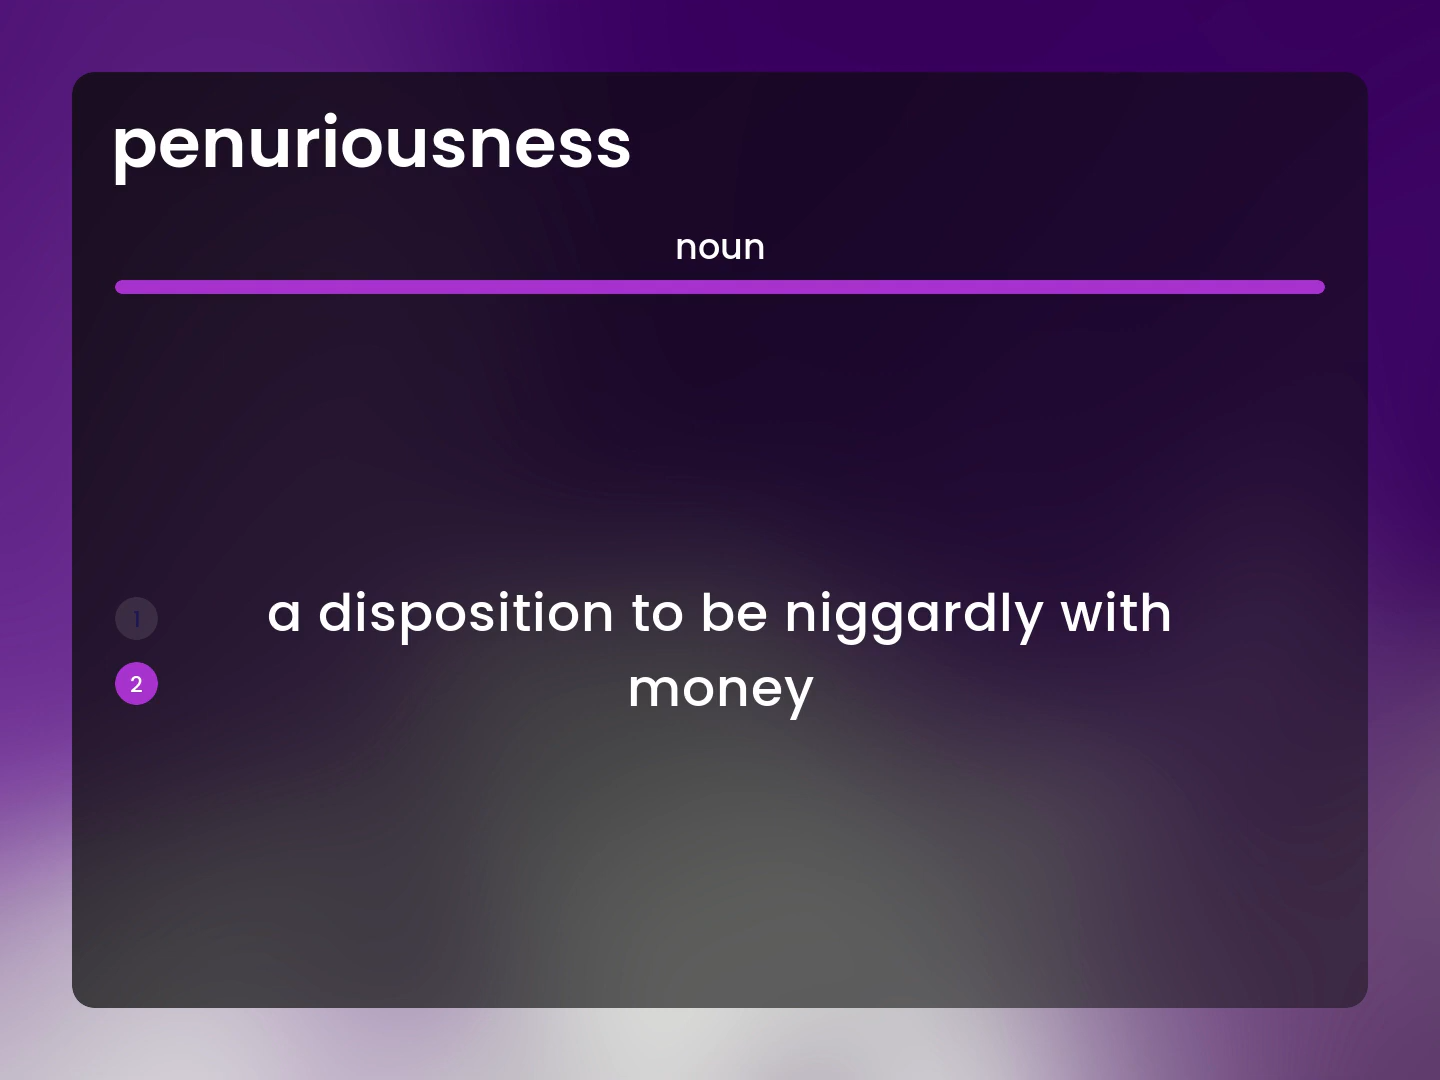 penuriousness
noun
1
a disposition to be niggardly with
2
money